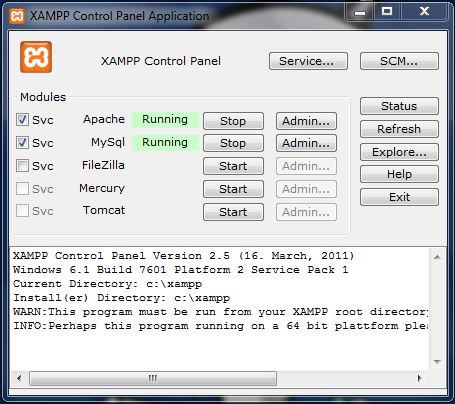 XAMPP Control Panel Application
XAMPP Control Panel
Service...
SCM...
Modules
Svc Apache Running Stop Admin...
Svc MySql Running Stop Admin...
Svc FileZilla Start Admin...
Svc Mercury Start Admin...
Svc Tomcat Start Admin...
Status
Refresh
Explore...
Help
Exit
XAMPP Control Panel Version 2.5 (16. March, 2011)
Windows 6.1 Build 7601 Platform 2 Service Pack 1
Current Directory: c:\xampp
Install(er) Directory: c:\xampp
WARN:This program must be run from your XAMPP root directory
INFO:Perhaps this program running on a 64 bit plattform plea